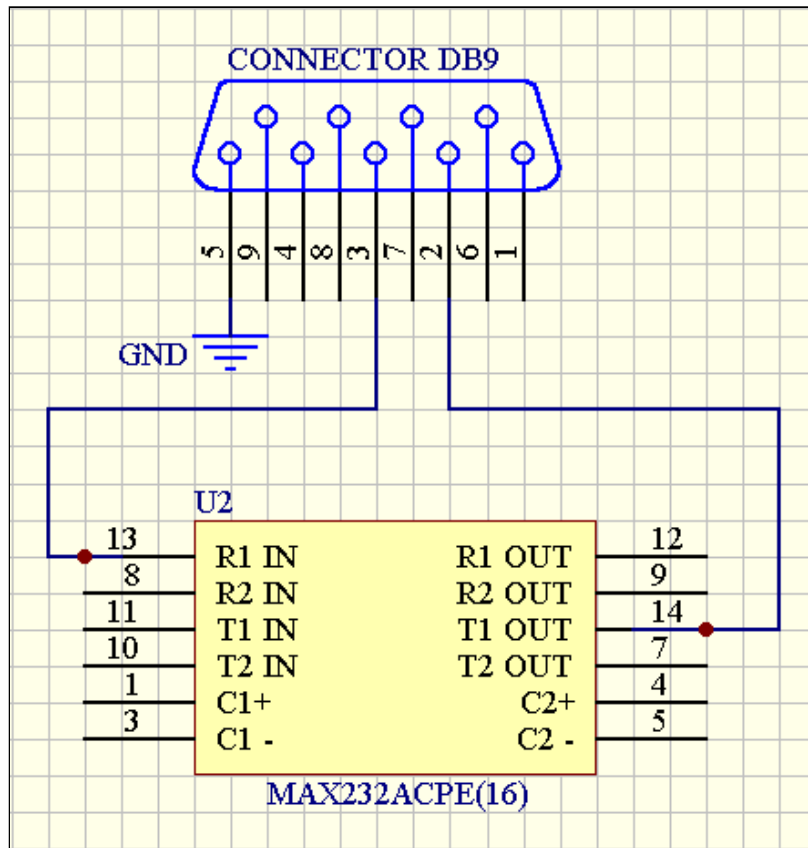 CONNECTOR DB9
5 9 4 8 3 7 2 6 1
GND
U2
13 R1 IN R1 OUT 12
8 R2 IN R2 OUT 9
11 T1 IN T1 OUT 14
10 T2 IN T2 OUT 7
1 C1+ C2+ 4
3 C1 - C2 - 5
MAX232ACPE(16)